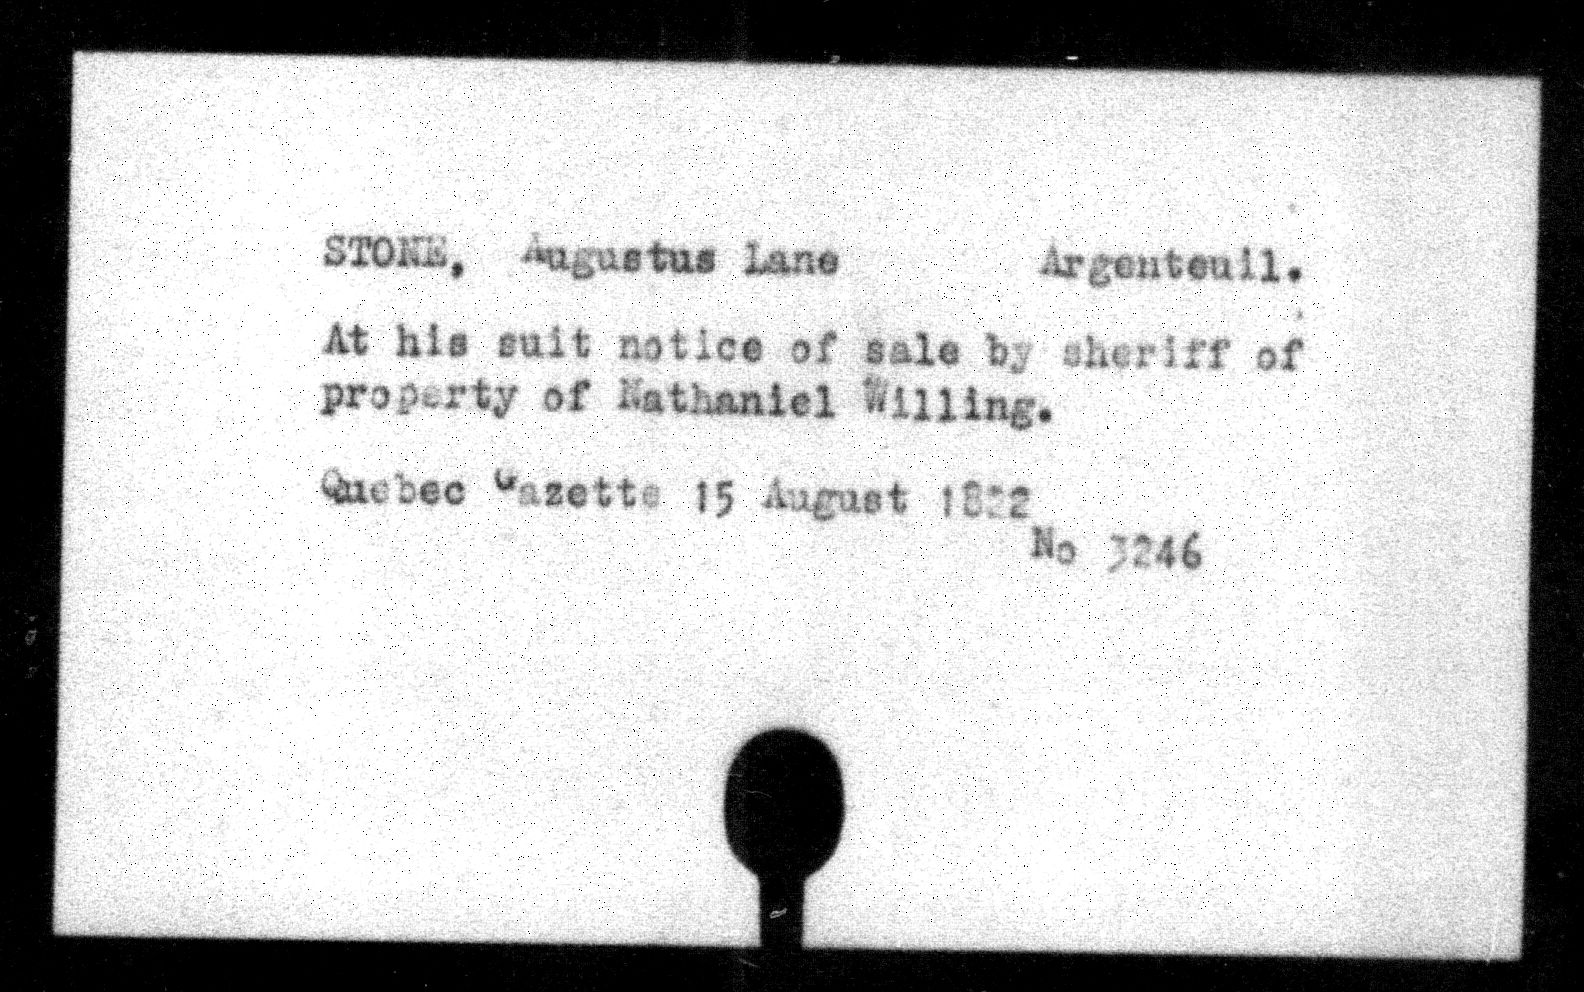 STONE, Augustus Lane Argenteuil.
At his suit notice of sale by sheriff of
property of Nathaniel Willing.
Quebec Gazette 15 August 1822
No 3246